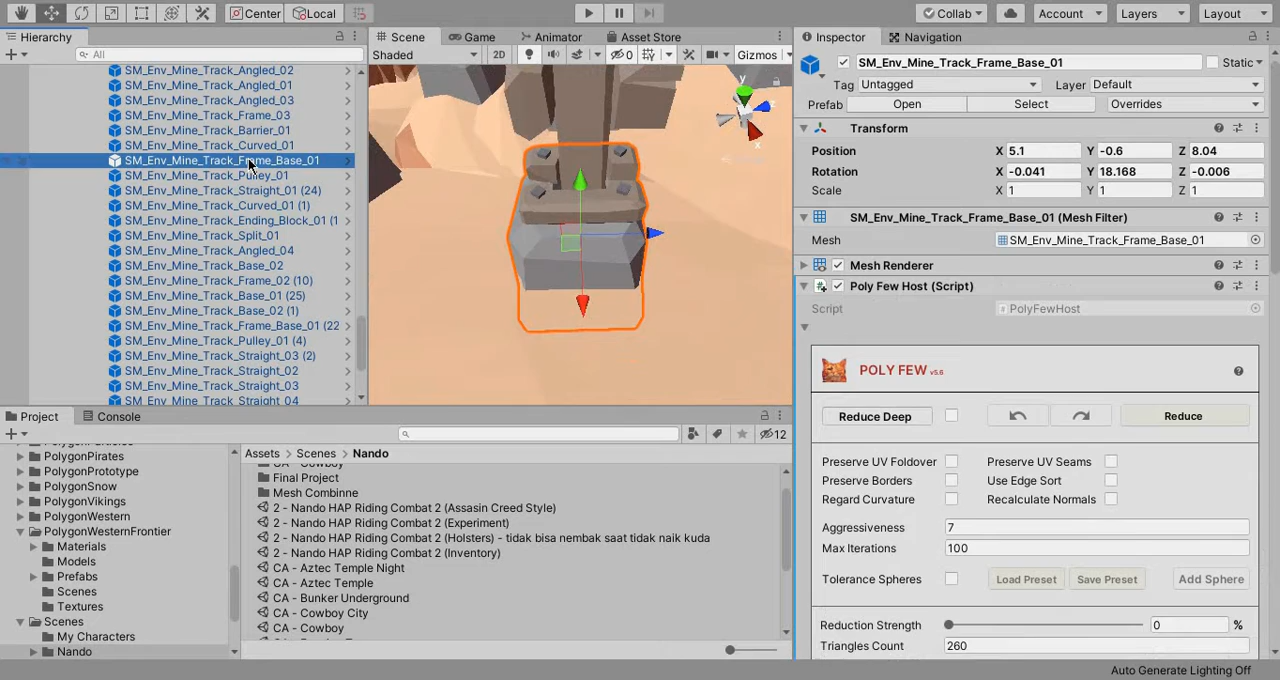 Center
Local
Collab
Account
Layers
Layout
Hierarchy
Scene
Game
Animator
Asset Store
Inspector
Navigation
All
Shaded
2D
0
Gizmos
SM_Env_Mine_Track_Angled_02
SM_Env_Mine_Track_Angled_01
SM_Env_Mine_Track_Angled_03
SM_Env_Mine_Track_Frame_03
SM_Env_Mine_Track_Barrier_01
SM_Env_Mine_Track_Curved_01
SM_Env_Mine_Track_Frame_Base_01
SM_Env_Mine_Track_Pulley_01
SM_Env_Mine_Track_Straight_01 (24)
SM_Env_Mine_Track_Curved_01 (1)
SM_Env_Mine_Track_Ending_Block_01 (1
SM_Env_Mine_Track_Split_01
SM_Env_Mine_Track_Angled_04
SM_Env_Mine_Track_Base_02
SM_Env_Mine_Track_Frame_02 (10)
SM_Env_Mine_Track_Base_01 (25)
SM_Env_Mine_Track_Base_02 (1)
SM_Env_Mine_Track_Frame_Base_01 (22
SM_Env_Mine_Track_Pulley_01 (4)
SM_Env_Mine_Track_Straight_03 (2)
SM_Env_Mine_Track_Straight_02
SM_Env_Mine_Track_Straight_03
SM_Env_Mine_Track_Straight_04
y
z
x
SM_Env_Mine_Track_Frame_Base_01
Static
Tag Untagged
Layer Default
Prefab Open Select Overrides
Transform
Position X 5.1 Y -0.6 Z 8.04
Rotation X -0.041 Y 18.168 Z -0.006
Scale X 1 Y 1 Z 1
SM_Env_Mine_Track_Frame_Base_01 (Mesh Filter)
Mesh SM_Env_Mine_Track_Frame_Base_01
Mesh Renderer
Poly Few Host (Script)
Script PolyFewHost
POLY FEW v5.6
Reduce Deep Reduce
Preserve UV Foldover Preserve UV Seams
Preserve Borders Use Edge Sort
Regard Curvature Recalculate Normals
Aggressiveness 7
Max Iterations 100
Tolerance Spheres Load Preset Save Preset Add Sphere
Reduction Strength 0 %
Triangles Count 260
Project
Console
12
PolygonParticles
PolygonPirates
PolygonPrototype
PolygonSnow
PolygonVikings
PolygonWestern
PolygonWesternFrontier
Materials
Models
Prefabs
Scenes
Textures
Scenes
My Characters
Nando
Assets
Scenes
Nando
CA - Cowboy
Final Project
Mesh Combinne
2 - Nando HAP Riding Combat 2 (Assasin Creed Style)
2 - Nando HAP Riding Combat 2 (Experiment)
2 - Nando HAP Riding Combat 2 (Holsters) - tidak bisa nembak saat tidak naik kuda
2 - Nando HAP Riding Combat 2 (Inventory)
CA - Aztec Temple Night
CA - Aztec Temple
CA - Bunker Underground
CA - Cowboy City
CA - Cowboy
Auto Generate Lighting Off